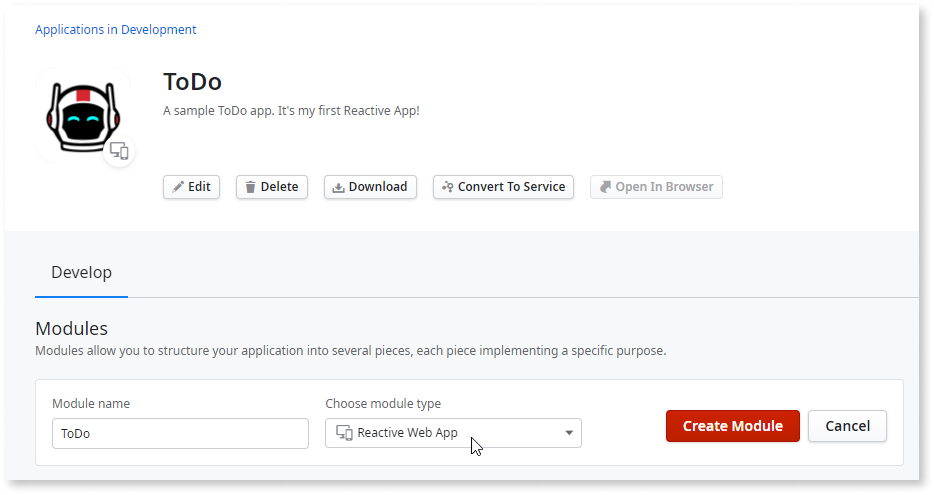 Applications in Development
ToDo
A sample ToDo app. It's my first Reactive App!
Edit Delete Download Convert To Service Open In Browser
Develop
Modules
Modules allow you to structure your application into several pieces, each piece implementing a specific purpose.
Module name Choose module type
ToDo Reactive Web App Create Module Cancel